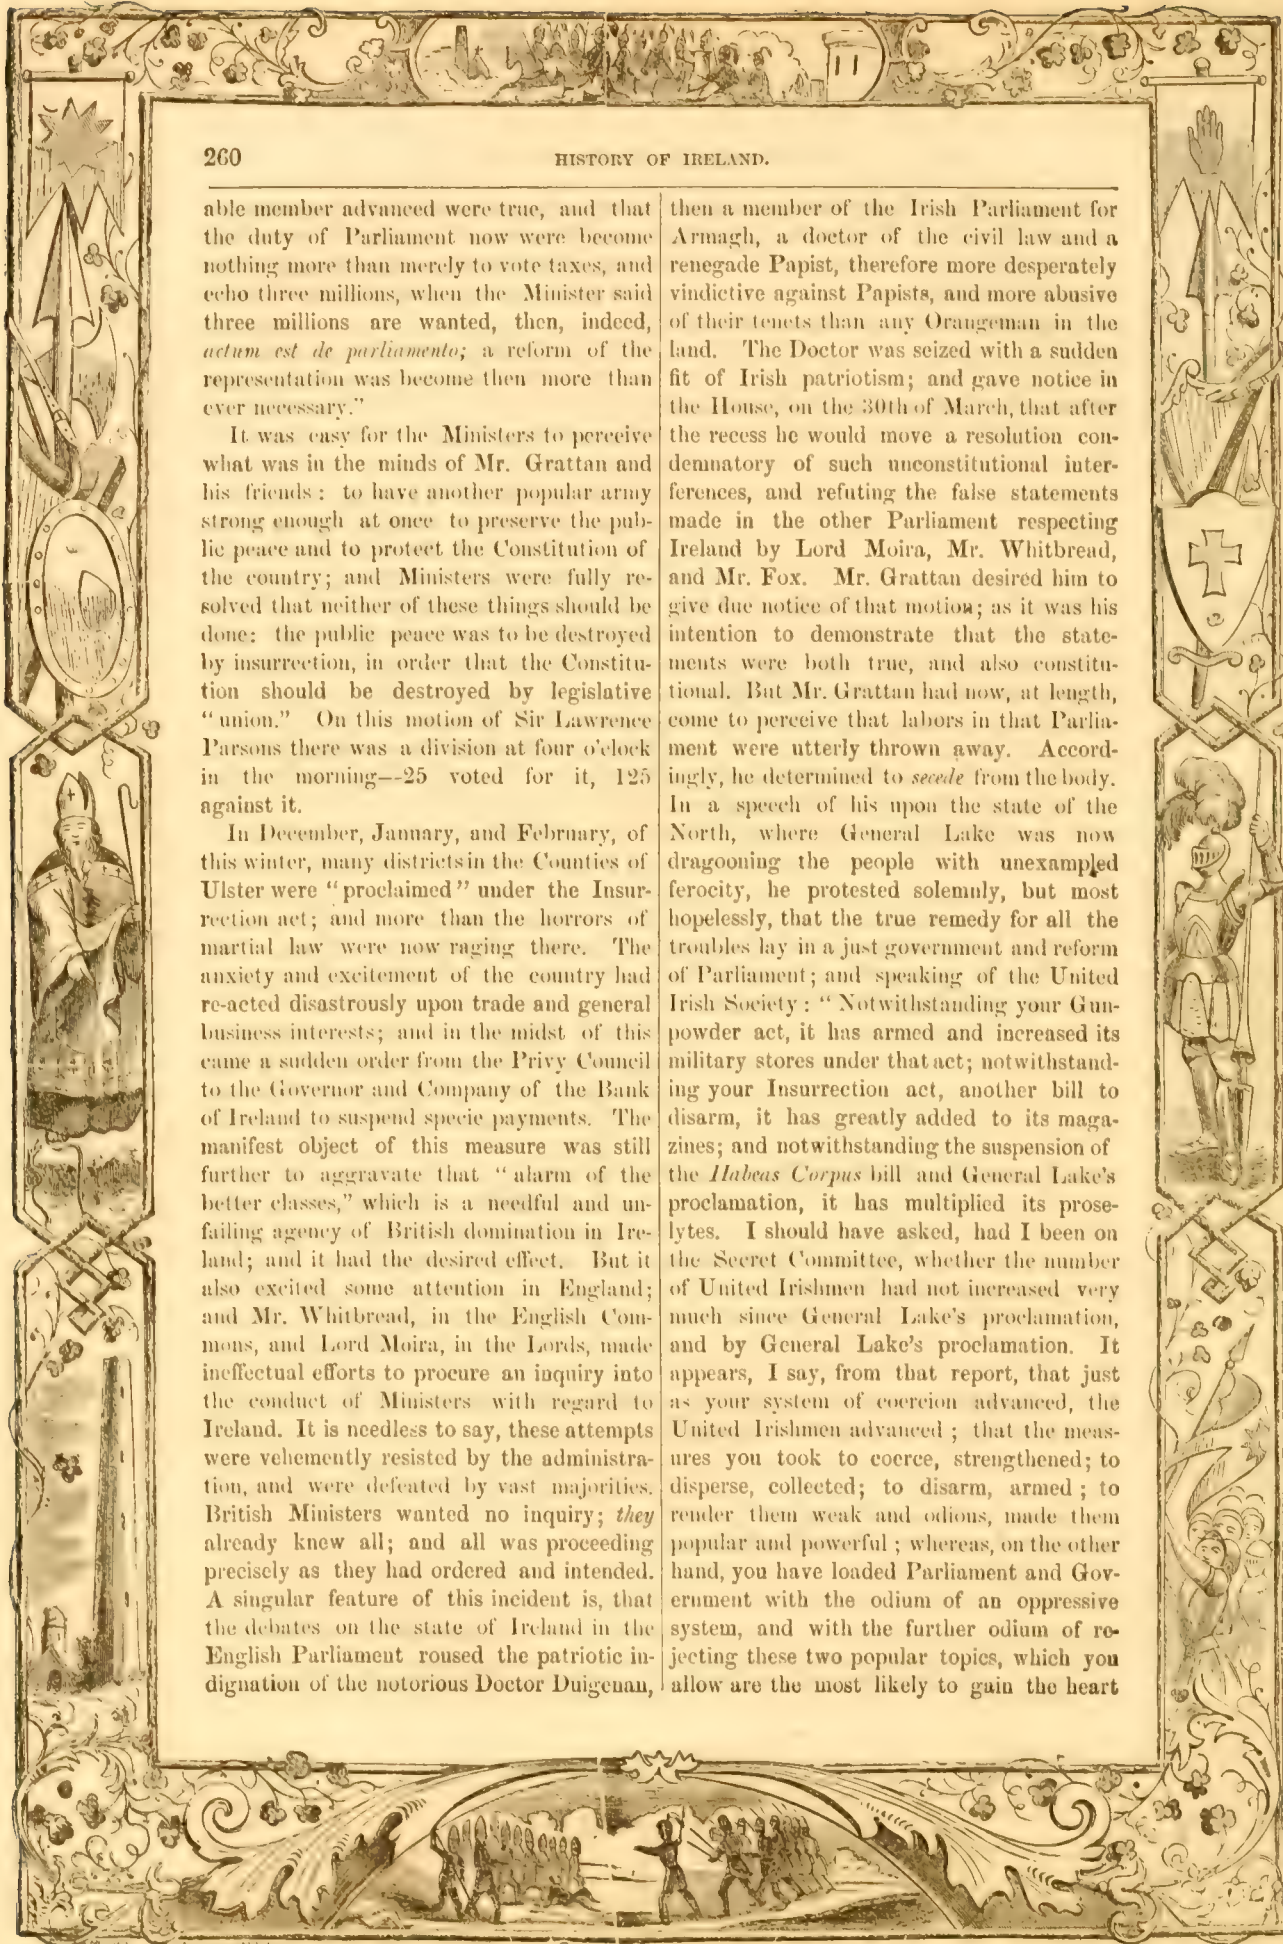 260
HISTORY OF IRELAND.
able member advanced were true, and that
the duty of Parliament now were become
nothing more than merely to vote taxes, and
echo three millions, when the Minister said
three millions are wanted, then, indeed,
actum est de parliamento; a reform of the
representation was become then more than
ever necessary.”
It was easy for the Ministers to perceive
what was in the minds of Mr. Grattan and
his friends : to have another popular army
strong enough at once to preserve the pub-
lic peace and to protect the Constitution of
the country; and Ministers were fully re-
solved that neither of these things should be
done: the public peace was to be destroyed
by insurrection, in order that the Constitu-
tion should be destroyed by legislative
“union.” On this motion of Sir Lawrence
Parsons there was a division at four o'clock
in the morning--25 voted for it, 125
against it.
In December, January, and February, of
this winter, many districts in the Counties of
Ulster were “proclaimed” under the Insur-
rection act; and more than the horrors of
martial law were now raging there. The
anxiety and excitement of the country had
re-acted disastrously upon trade and general
business interests; and in the midst of this
came a sudden order from the Privy Council
to the Governor and Company of the Bank
of Ireland to suspend specie payments. The
manifest object of this measure was still
further to aggravate that “alarm of the
better classes,” which is a needful and un-
failing agency of British domination in Ire-
land; and it had the desired effect. But it
also excited some attention in England;
and Mr. Whitbread, in the English Com-
mons, and Lord Moira, in the Lords, made
ineffectual efforts to procure an inquiry into
the conduct of Ministers with regard to
Ireland. It is needless to say, these attempts
were vehemently resisted by the administra-
tion, and were defeated by vast majorities.
British Ministers wanted no inquiry; they
already knew all; and all was proceeding
precisely as they had ordered and intended.
A singular feature of this incident is, that
the debates on the state of Ireland in the
English Parliament roused the patriotic in-
dignation of the notorious Doctor Duigenan,
then a member of the Irish Parliament for
Armagh, a doctor of the civil law and a
renegade Papist, therefore more desperately
vindictive against Papists, and more abusive
of their tenets than any Orangeman in the
land. The Doctor was seized with a sudden
fit of Irish patriotism; and gave notice in
the House, on the 30th of March, that after
the recess he would move a resolution con-
demnatory of such unconstitutional inter-
ferences, and refuting the false statements
made in the other Parliament respecting
Ireland by Lord Moira, Mr. Whitbread,
and Mr. Fox. Mr. Grattan desired him to
give due notice of that motion; as it was his
intention to demonstrate that the state-
ments were both true, and also constitu-
tional. But Mr. Grattan had now, at length,
come to perceive that labors in that Parlia-
ment were utterly thrown away. Accord-
ingly, he determined to secede from the body.
In a speech of his upon the state of the
North, where General Lake was now
dragooning the people with unexampled
ferocity, he protested solemnly, but most
hopelessly, that the true remedy for all the
troubles lay in a just government and reform
of Parliament; and speaking of the United
Irish Society : “Notwithstanding your Gun-
powder act, it has armed and increased its
military stores under that act; notwithstand-
ing your Insurrection act, another bill to
disarm, it has greatly added to its maga-
zines; and notwithstanding the suspension of
the Habeas Corpus bill and General Lake's
proclamation, it has multiplied its prose-
lytes. I should have asked, had I been on
the Secret Committee, whether the number
of United Irishmen had not increased very
much since General Lake's proclamation,
and by General Lake's proclamation. It
appears, I say, from that report, that just
as your system of coercion advanced, the
United Irishmen advanced ; that the meas-
ures you took to coerce, strengthened; to
disperse, collected; to disarm, armed ; to
render them weak and odious, made them
popular and powerful ; whereas, on the other
hand, you have loaded Parliament and Gov-
ernment with the odium of an oppressive
system, and with the further odium of re-
jecting these two popular topics, which you
allow are the most likely to gain the heart